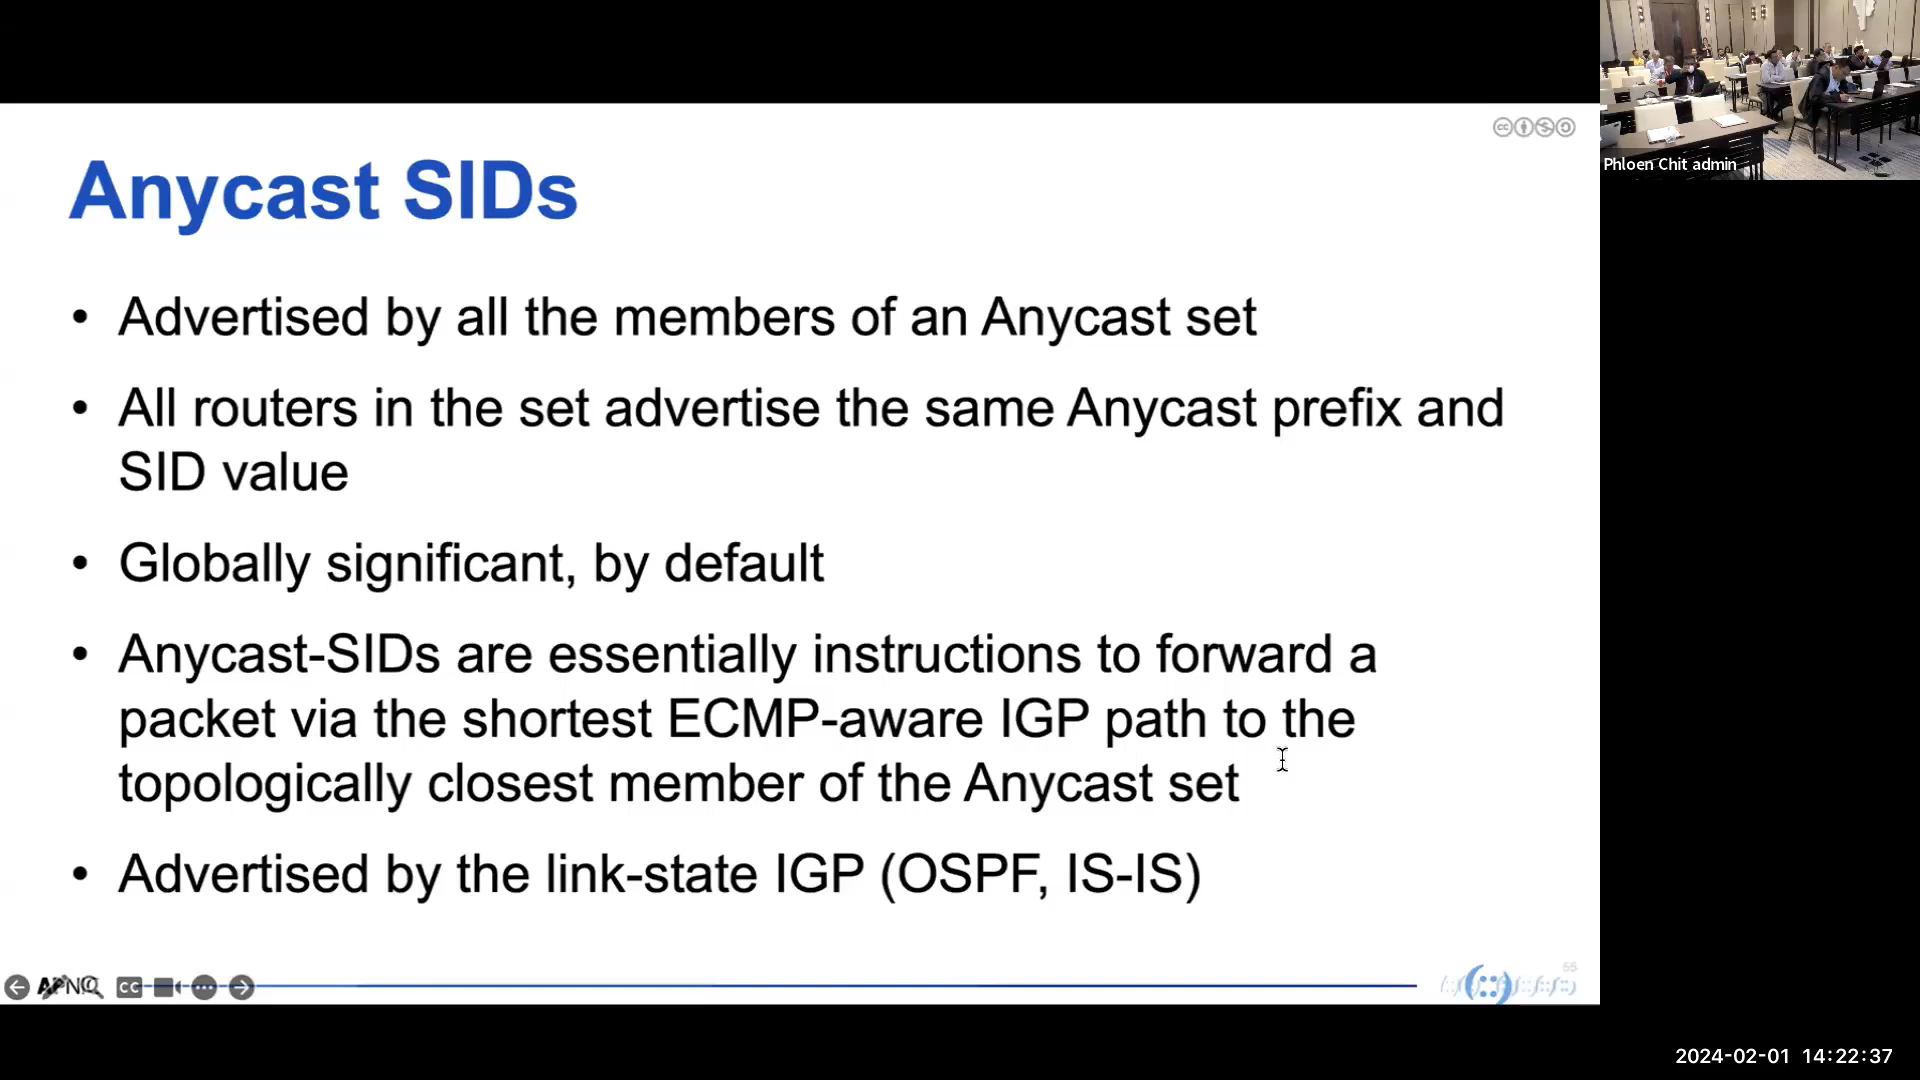 Anycast SIDs
• Advertised by all the members of an Anycast set
• All routers in the set advertise the same Anycast prefix and
SID value
• Globally significant, by default
• Anycast-SIDs are essentially instructions to forward a
packet via the shortest ECMP-aware IGP path to the
topologically closest member of the Anycast set
• Advertised by the link-state IGP (OSPF, IS-IS)
APNIC
CC
55
Phloen Chit admin
2024-02-01 14:22:37